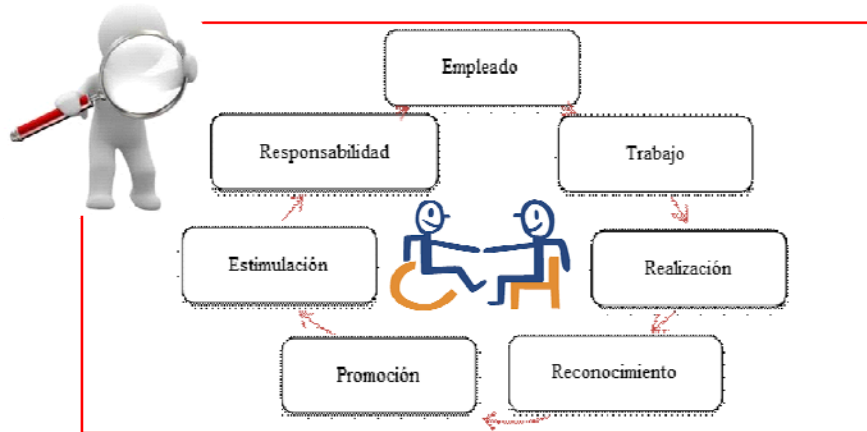 Empleado
Trabajo
Realización
Reconocimiento
Promoción
Estimulación
Responsabilidad